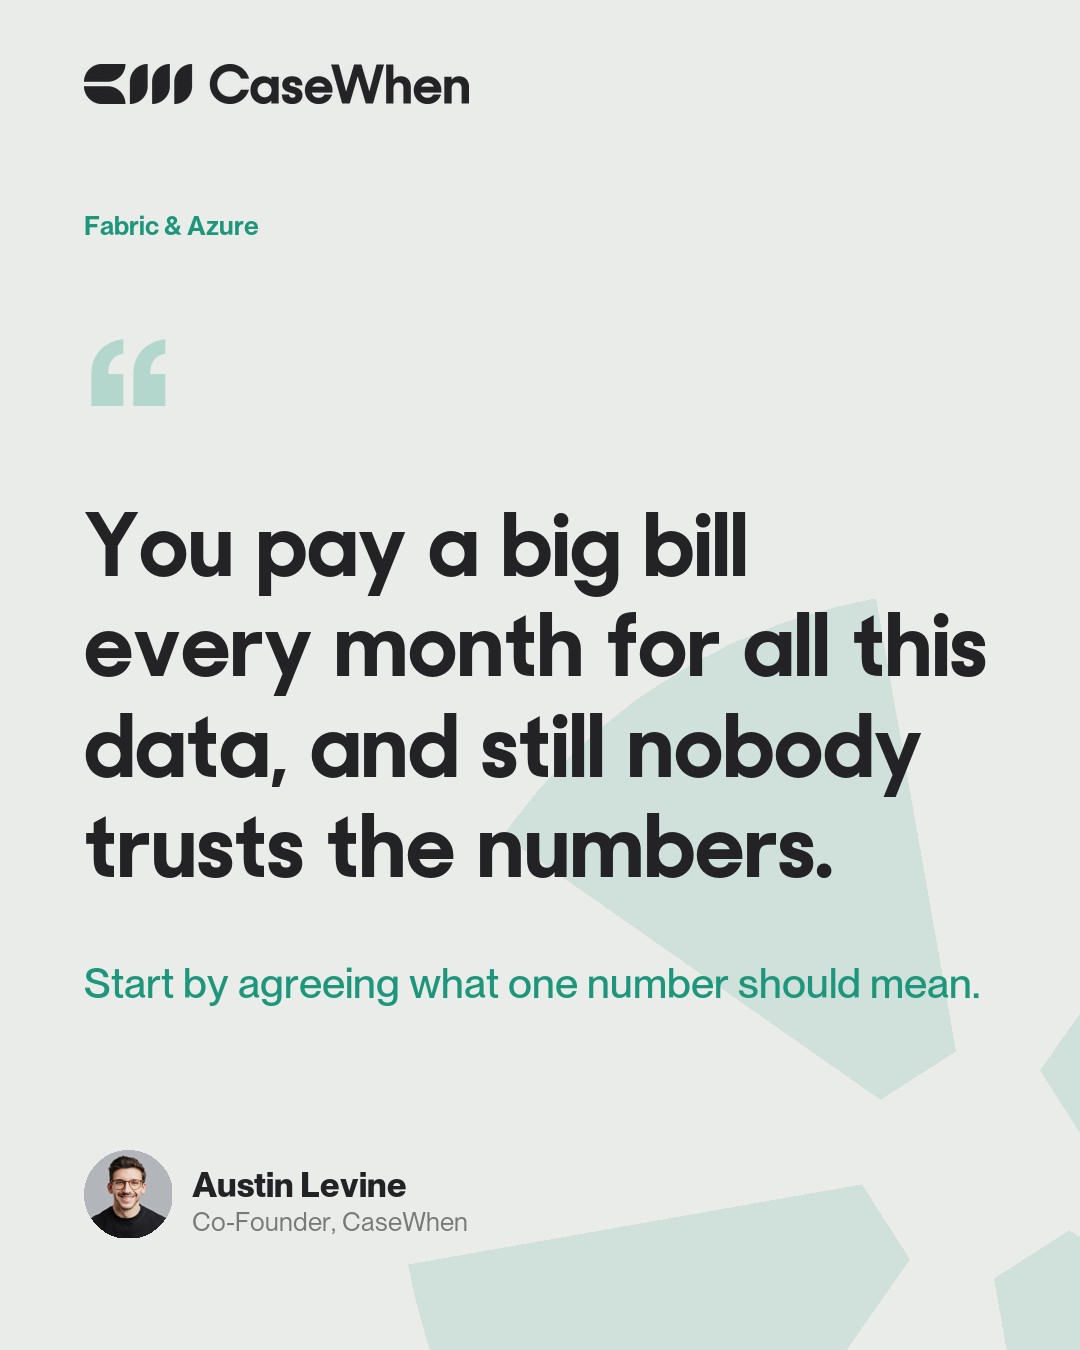 CaseWhen
Fabric & Azure
“
You pay a big bill
every month for all this
data, and still nobody
trusts the numbers.
Start by agreeing what one number should mean.
Austin Levine
Co-Founder, CaseWhen